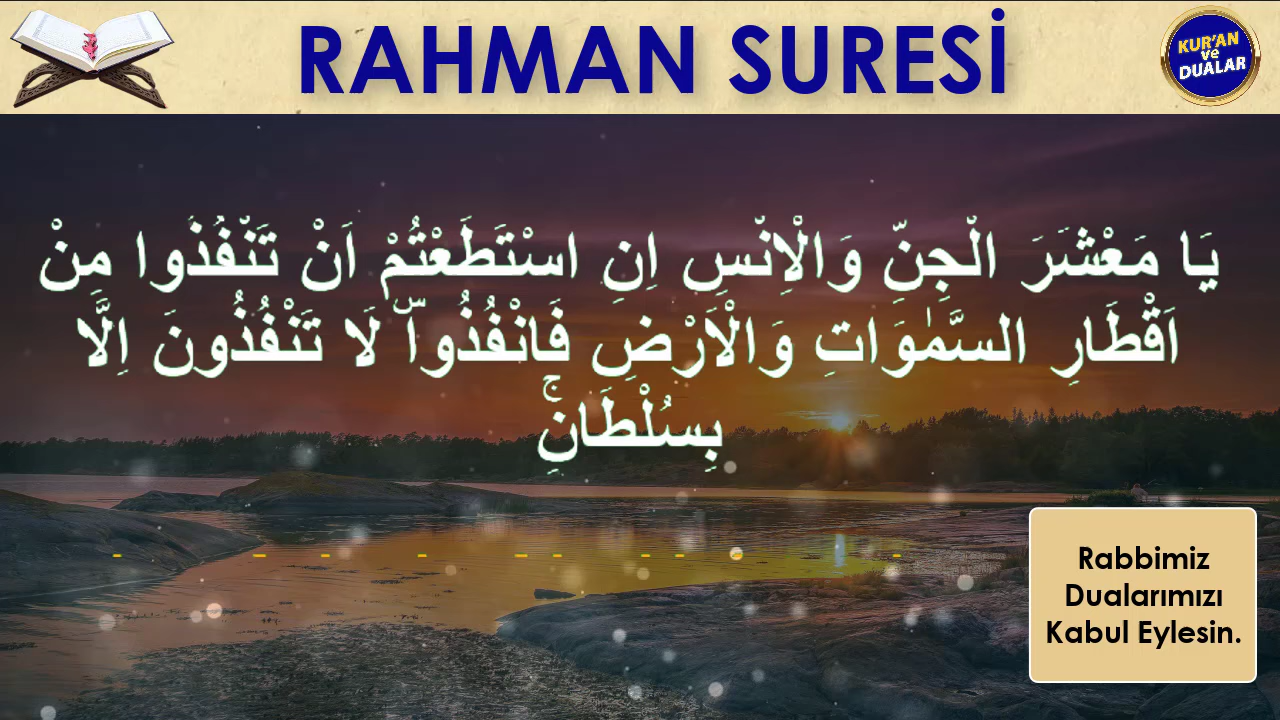 RAHMAN SURESİ
KUR'AN
ve
DUALAR
يَا مَعْشَرَ الْجِنِّ وَالْاِنْسِ اِنِ اسْتَطَعْتُمْ اَنْ تَنْفُذُوا مِنْ
اَقْطَارِ السَّمٰوَاتِ وَالْاَرْضِ فَانْفُذُواۜ لَا تَنْفُذُونَ اِلَّا
بِسُلْطَانٍۚ
Rabbimiz
Dualarımızı
Kabul Eylesin.